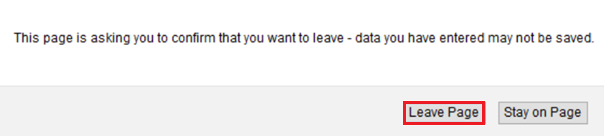 This page is asking you to confirm that you want to leave - data you have entered may not be saved.
Leave Page Stay on Page